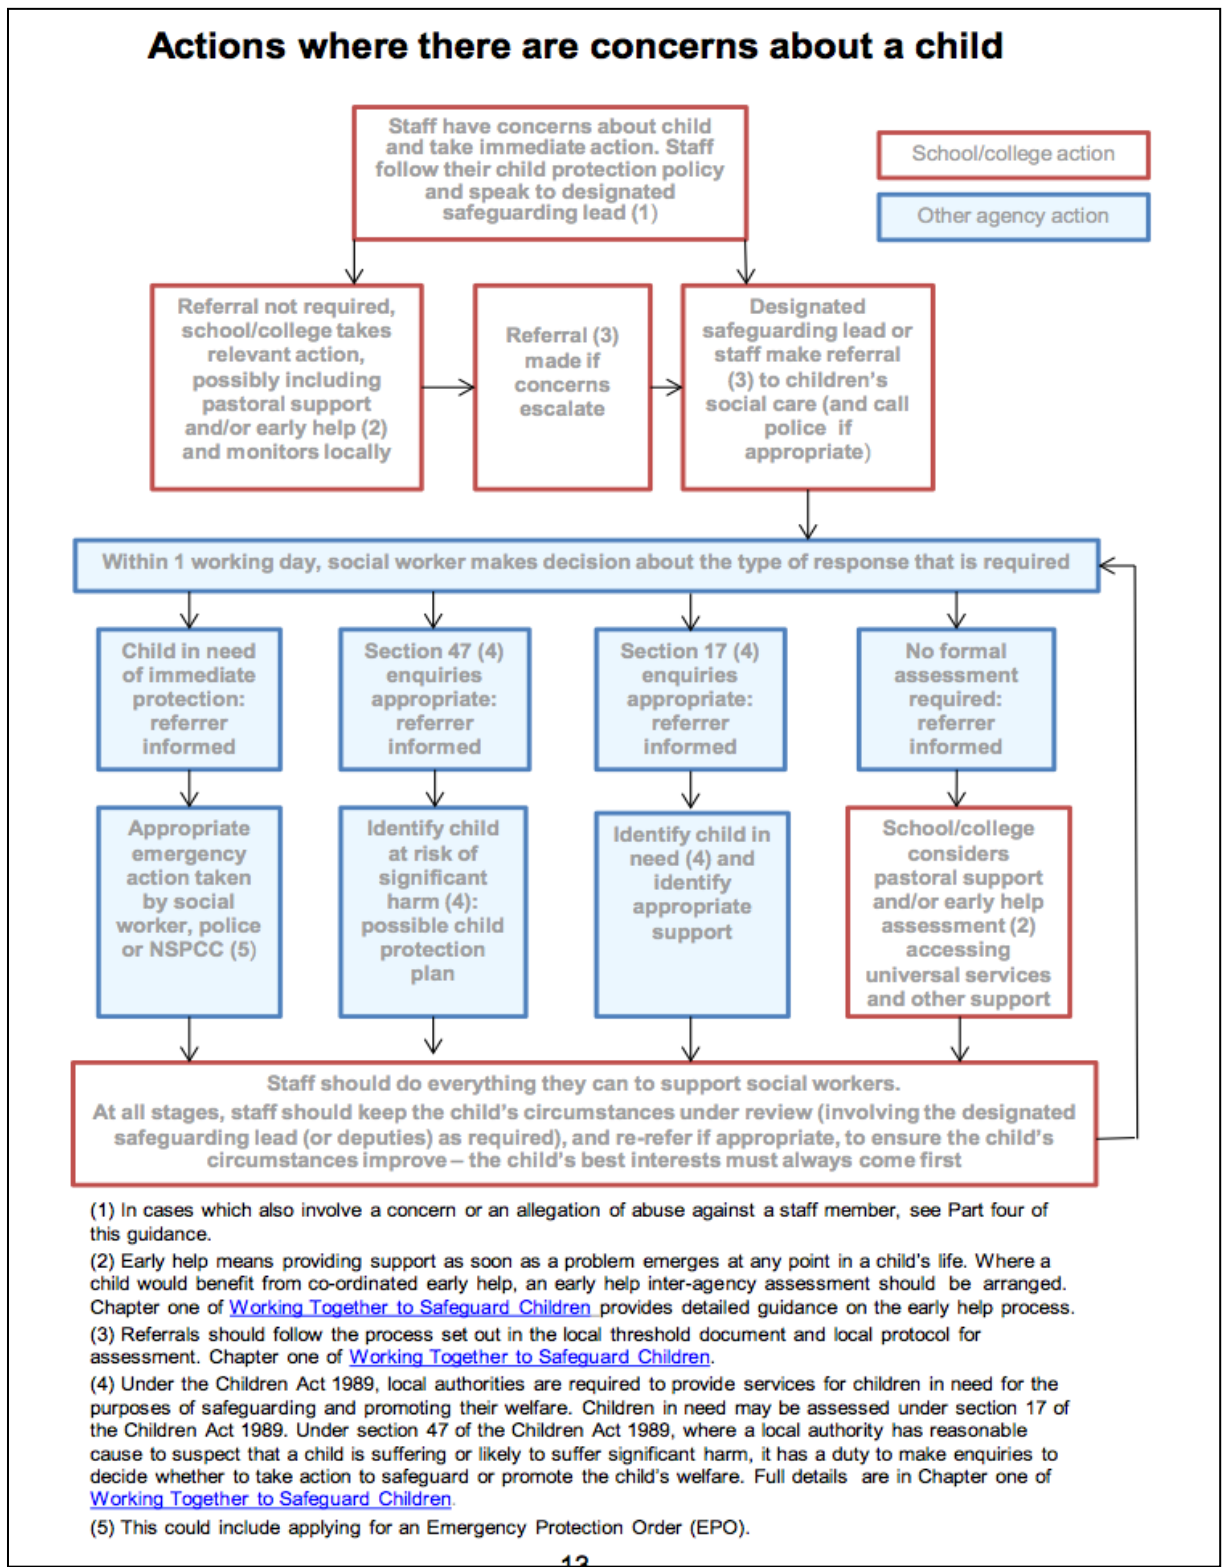 Actions where there are concerns about a child
Staff have concerns about child
and take immediate action. Staff
follow their child protection policy
and speak to designated
safeguarding lead (1)
School/college action
Other agency action
Referral not required,
school/college takes
relevant action,
possibly including
pastoral support
and/or early help (2)
and monitors locally
Referral (3)
made if
concerns
escalate
Designated
safeguarding lead or
staff make referral
(3) to children's
social care (and call
police if
appropriate)
Within 1 working day, social worker makes decision about the type of response that is required
Child in need
of immediate
protection:
referrer
informed
Section 47 (4)
enquiries
appropriate:
referrer
informed
Section 17 (4)
enquiries
appropriate:
referrer
informed
No formal
assessment
required:
referrer
informed
Appropriate
emergency
action taken
by social
worker, police
or NSPCC (5)
Identify child
at risk of
significant
harm (4):
possible child
protection
plan
Identify child in
need (4) and
identify
appropriate
support
School/college
considers
pastoral support
and/or early help
assessment (2)
accessing
universal services
and other support
Staff should do everything they can to support social workers.
At all stages, staff should keep the child's circumstances under review (involving the designated
safeguarding lead (or deputies) as required), and re-refer if appropriate, to ensure the child's
circumstances improve – the child's best interests must always come first
(1) In cases which also involve a concern or an allegation of abuse against a staff member, see Part four of
this guidance.
(2) Early help means providing support as soon as a problem emerges at any point in a child's life. Where a
child would benefit from co-ordinated early help, an early help inter-agency assessment should be arranged.
Chapter one of Working Together to Safeguard Children provides detailed guidance on the early help process.
(3) Referrals should follow the process set out in the local threshold document and local protocol for
assessment. Chapter one of Working Together to Safeguard Children.
(4) Under the Children Act 1989, local authorities are required to provide services for children in need for the
purposes of safeguarding and promoting their welfare. Children in need may be assessed under section 17 of
the Children Act 1989. Under section 47 of the Children Act 1989, where a local authority has reasonable
cause to suspect that a child is suffering or likely to suffer significant harm, it has a duty to make enquiries to
decide whether to take action to safeguard or promote the child's welfare. Full details are in Chapter one of
Working Together to Safeguard Children.
(5) This could include applying for an Emergency Protection Order (EPO).
13